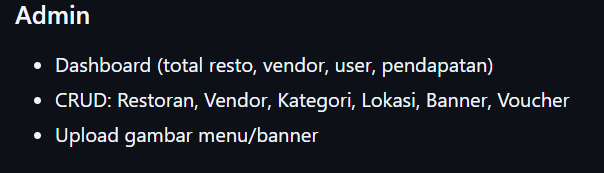 Admin
• Dashboard (total resto, vendor, user, pendapatan)
• CRUD: Restoran, Vendor, Kategori, Lokasi, Banner, Voucher
• Upload gambar menu/banner